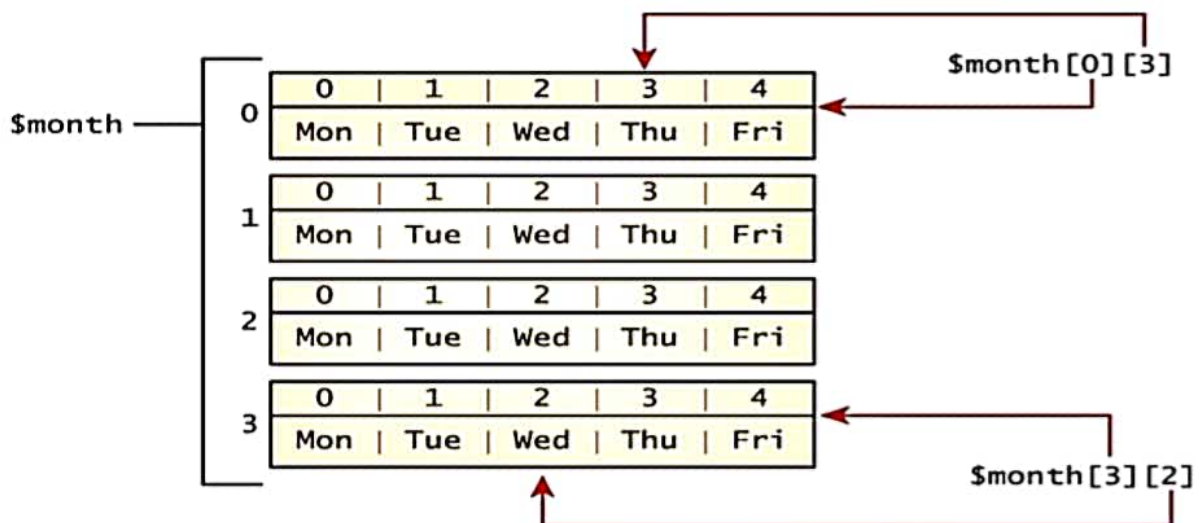 $month[0][3]
$month
0
0 | 1 | 2 | 3 | 4
Mon | Tue | Wed | Thu | Fri
1
0 | 1 | 2 | 3 | 4
Mon | Tue | Wed | Thu | Fri
2
0 | 1 | 2 | 3 | 4
Mon | Tue | Wed | Thu | Fri
3
0 | 1 | 2 | 3 | 4
Mon | Tue | Wed | Thu | Fri
$month[3][2]